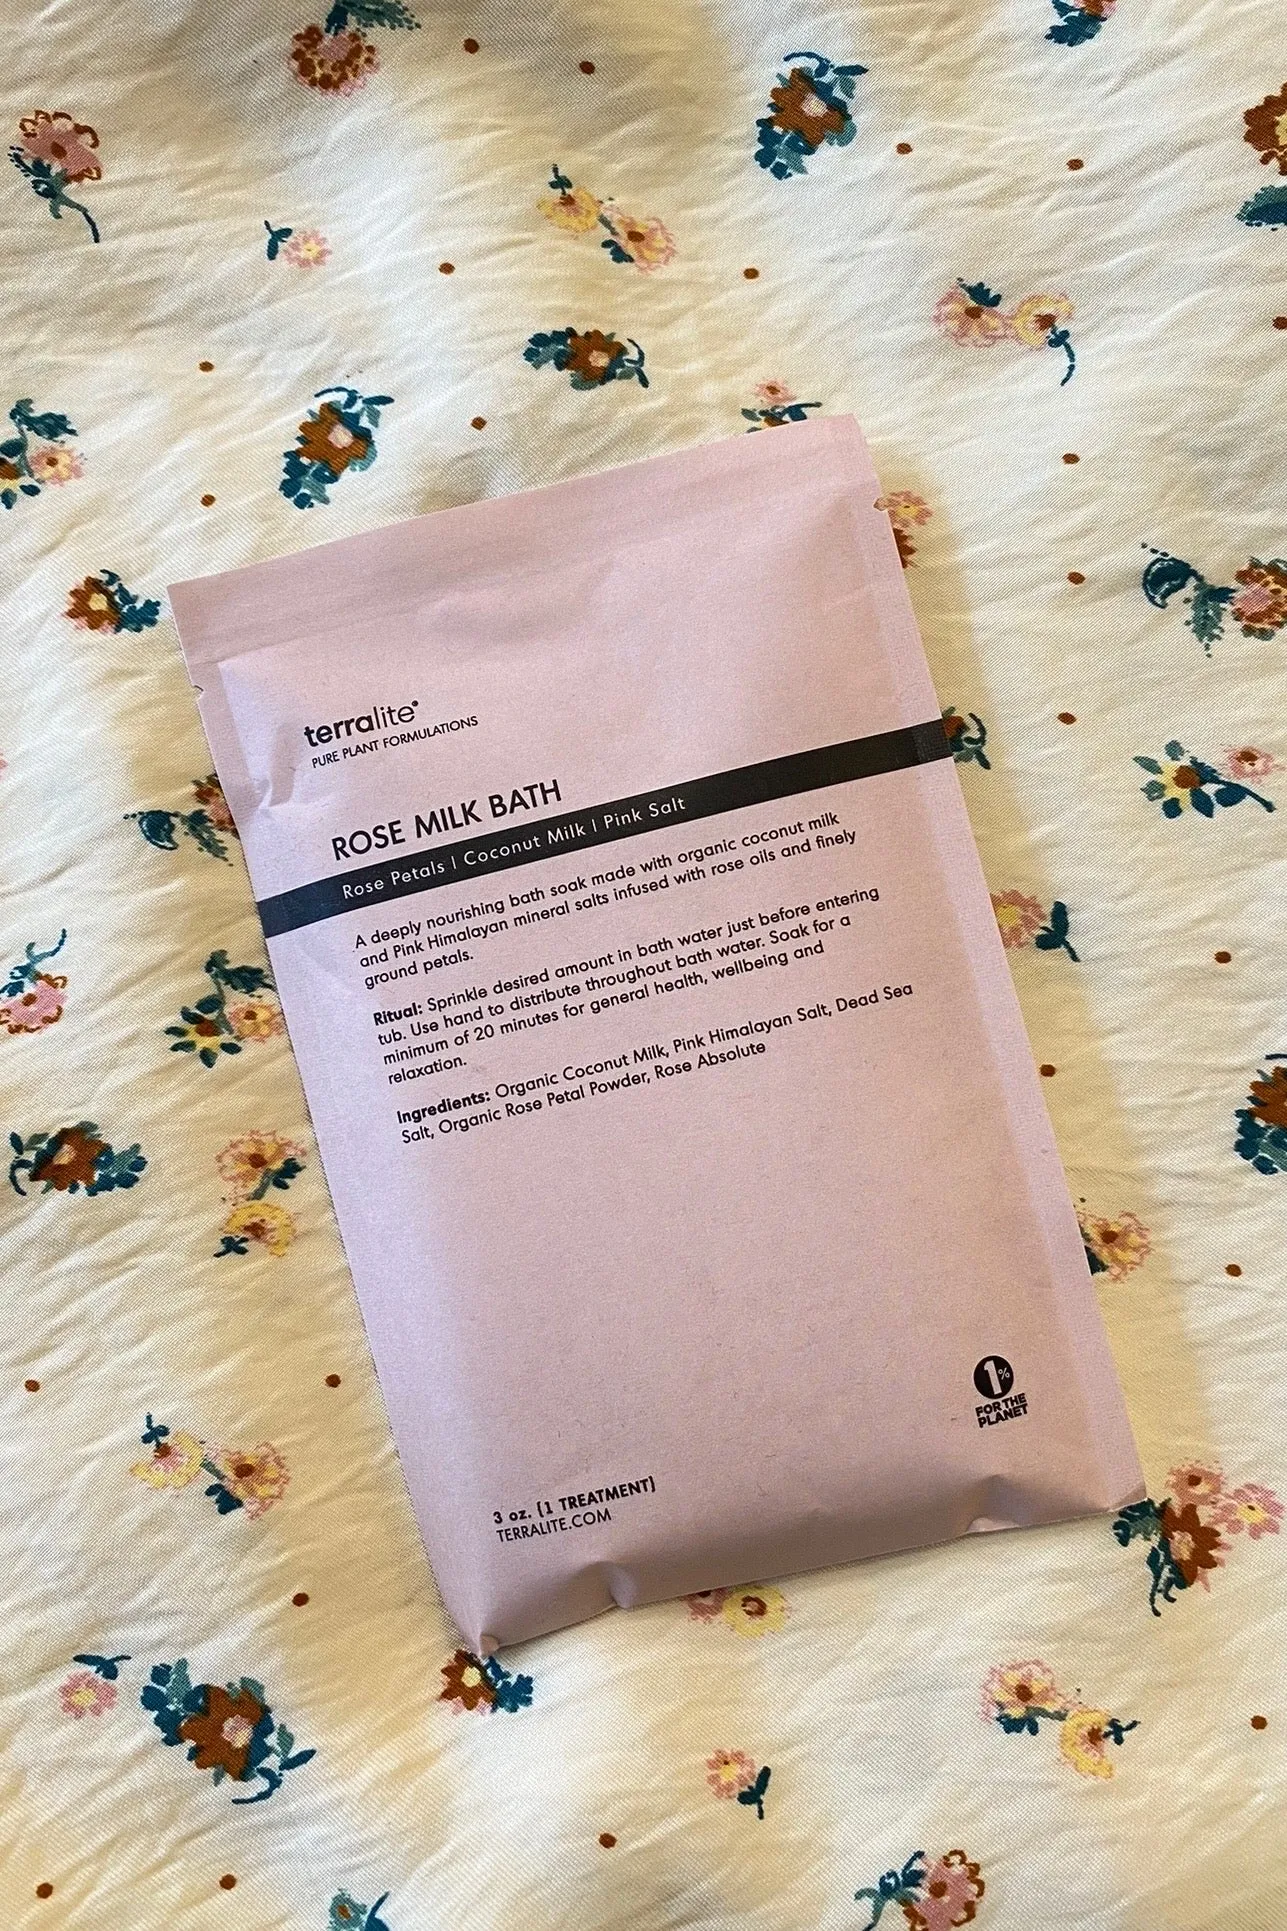 terralite
PURE PLANT FORMULATIONS
ROSE MILK BATH
Rose Petals | Coconut Milk | Pink Salt
A deeply nourishing bath soak made with organic coconut milk
and Pink Himalayan mineral salts infused with rose oils and finely
ground petals.
Ritual: Sprinkle desired amount in bath water just before entering
tub. Use hand to distribute throughout bath water. Soak for a
minimum of 20 minutes for general health, wellbeing and
relaxation.
Ingredients: Organic Coconut Milk, Pink Himalayan Salt, Dead Sea
Salt, Organic Rose Petal Powder, Rose Absolute
1%
FOR THE
PLANET
3 oz. (1 TREATMENT)
TERRALITE.COM